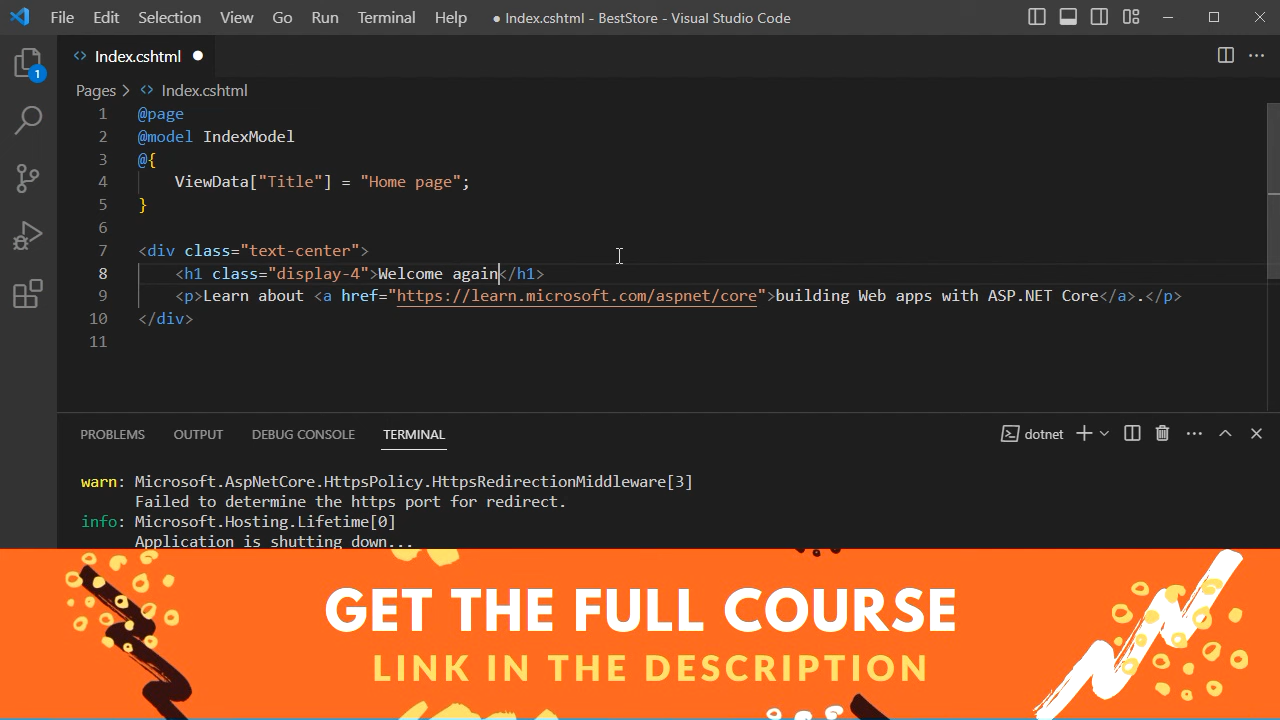 File Edit Selection View Go Run Terminal Help ● Index.cshtml - BestStore - Visual Studio Code
Index.cshtml
1
Pages > Index.cshtml
1 @page
2 @model IndexModel
3 @{
4 ViewData["Title"] = "Home page";
5 }
6
7 <div class="text-center">
8 <h1 class="display-4">Welcome again</h1>
9 <p>Learn about <a href="https://learn.microsoft.com/aspnet/core">building Web apps with ASP.NET Core</a>.</p>
10 </div>
11
PROBLEMS OUTPUT DEBUG CONSOLE TERMINAL dotnet
warn: Microsoft.AspNetCore.HttpsPolicy.HttpsRedirectionMiddleware[3]
Failed to determine the https port for redirect.
info: Microsoft.Hosting.Lifetime[0]
Application is shutting down...
GET THE FULL COURSE
LINK IN THE DESCRIPTION